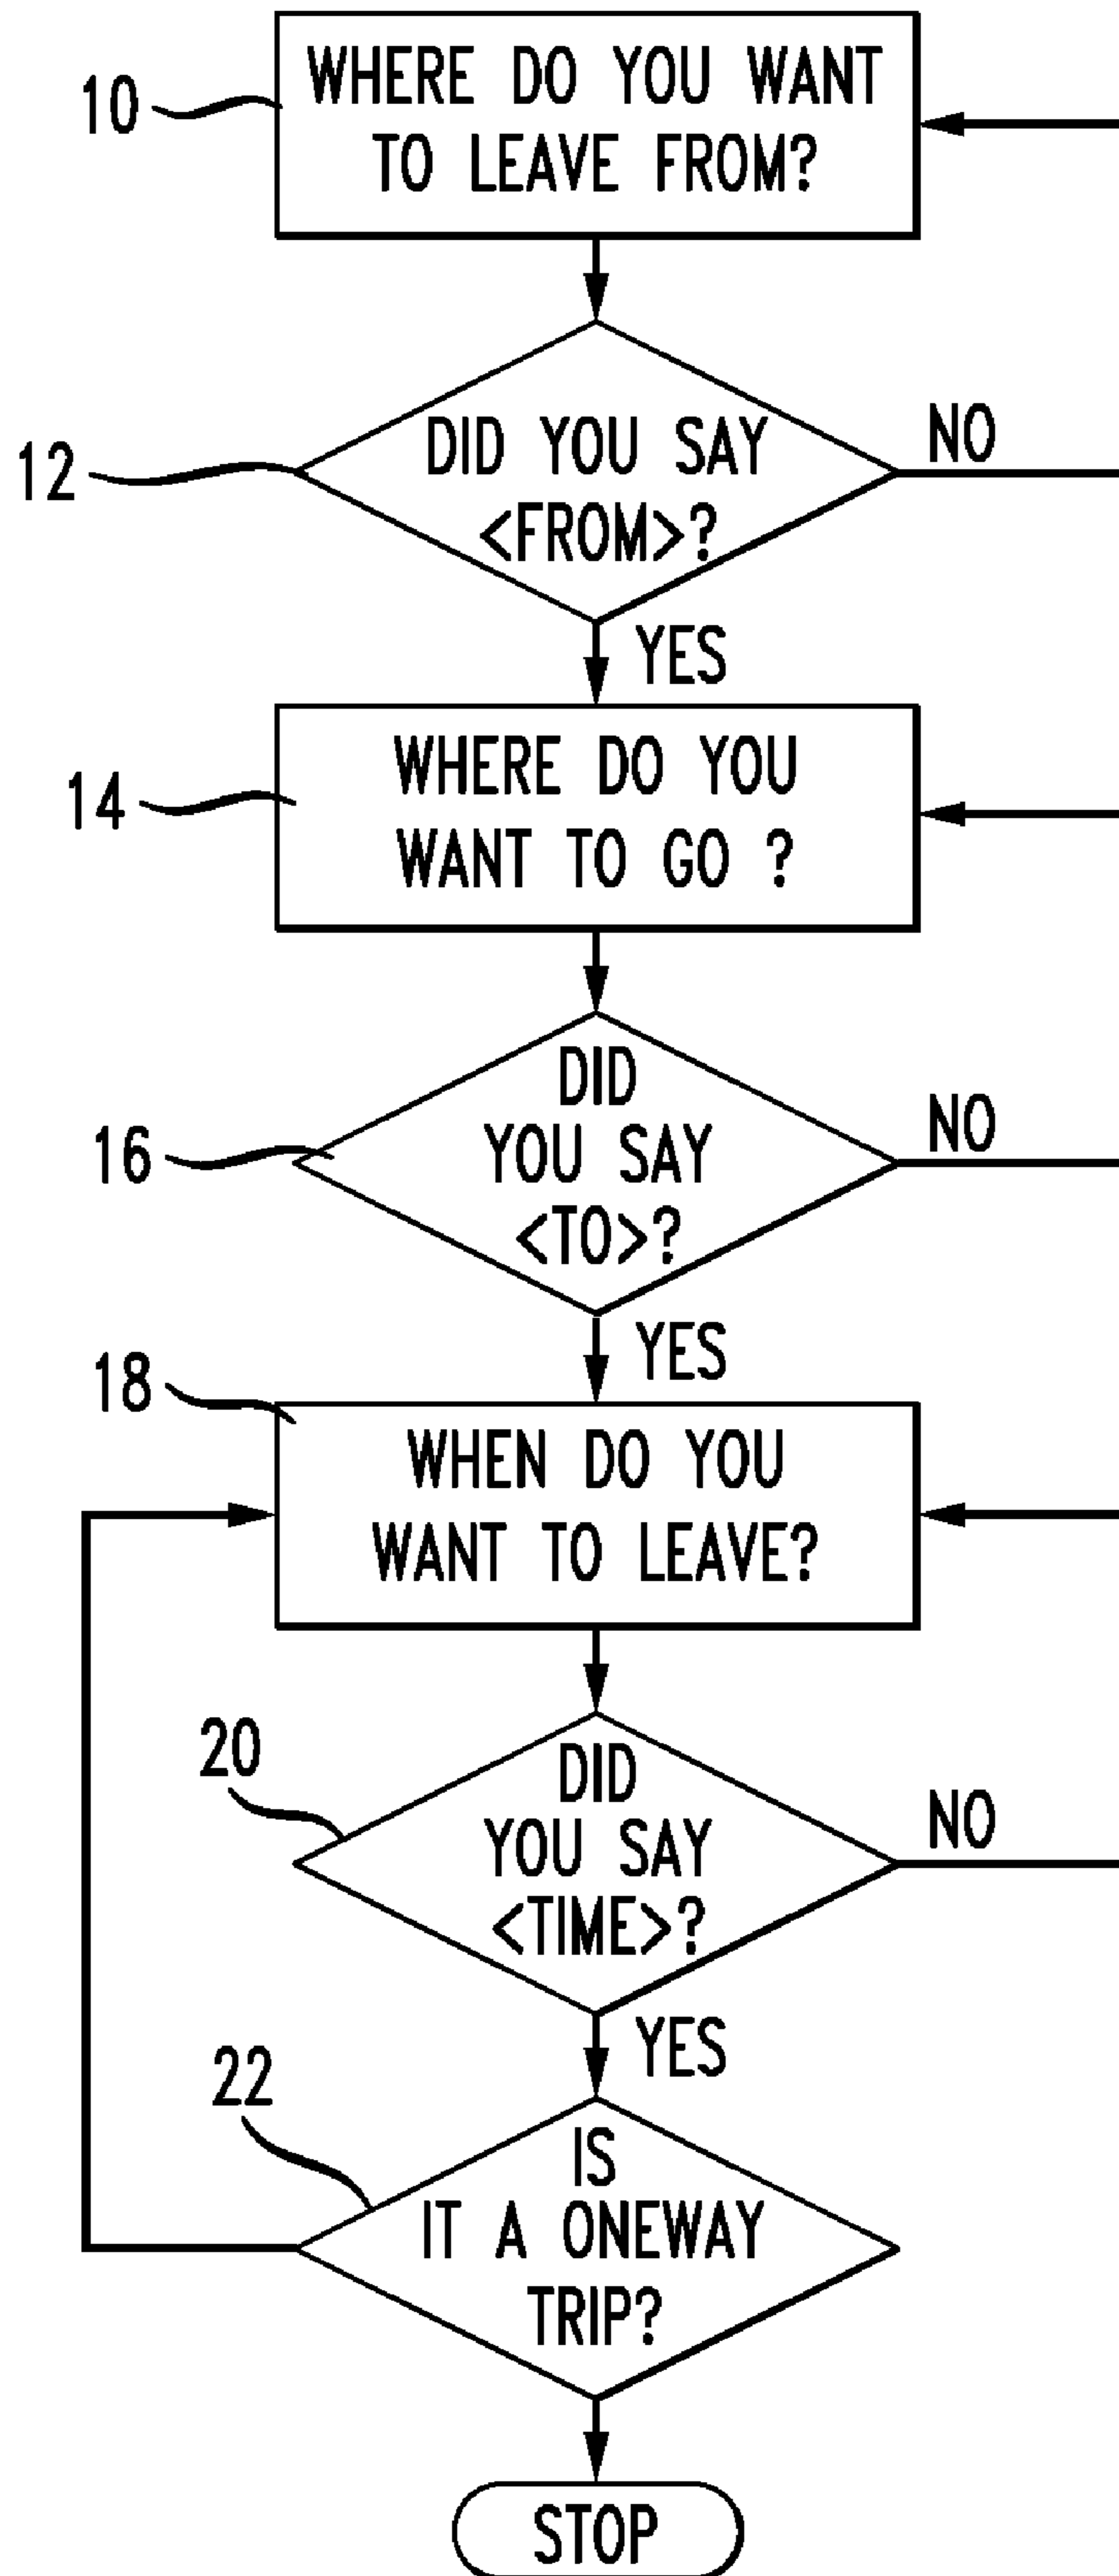 10
WHERE DO YOU WANT
TO LEAVE FROM?
12
DID YOU SAY
<FROM>?
NO
YES
14
WHERE DO YOU
WANT TO GO ?
16
DID
YOU SAY
<TO>?
NO
YES
18
WHEN DO YOU
WANT TO LEAVE?
20
DID
YOU SAY
<TIME>?
NO
YES
22
IS
IT A ONEWAY
TRIP?
STOP